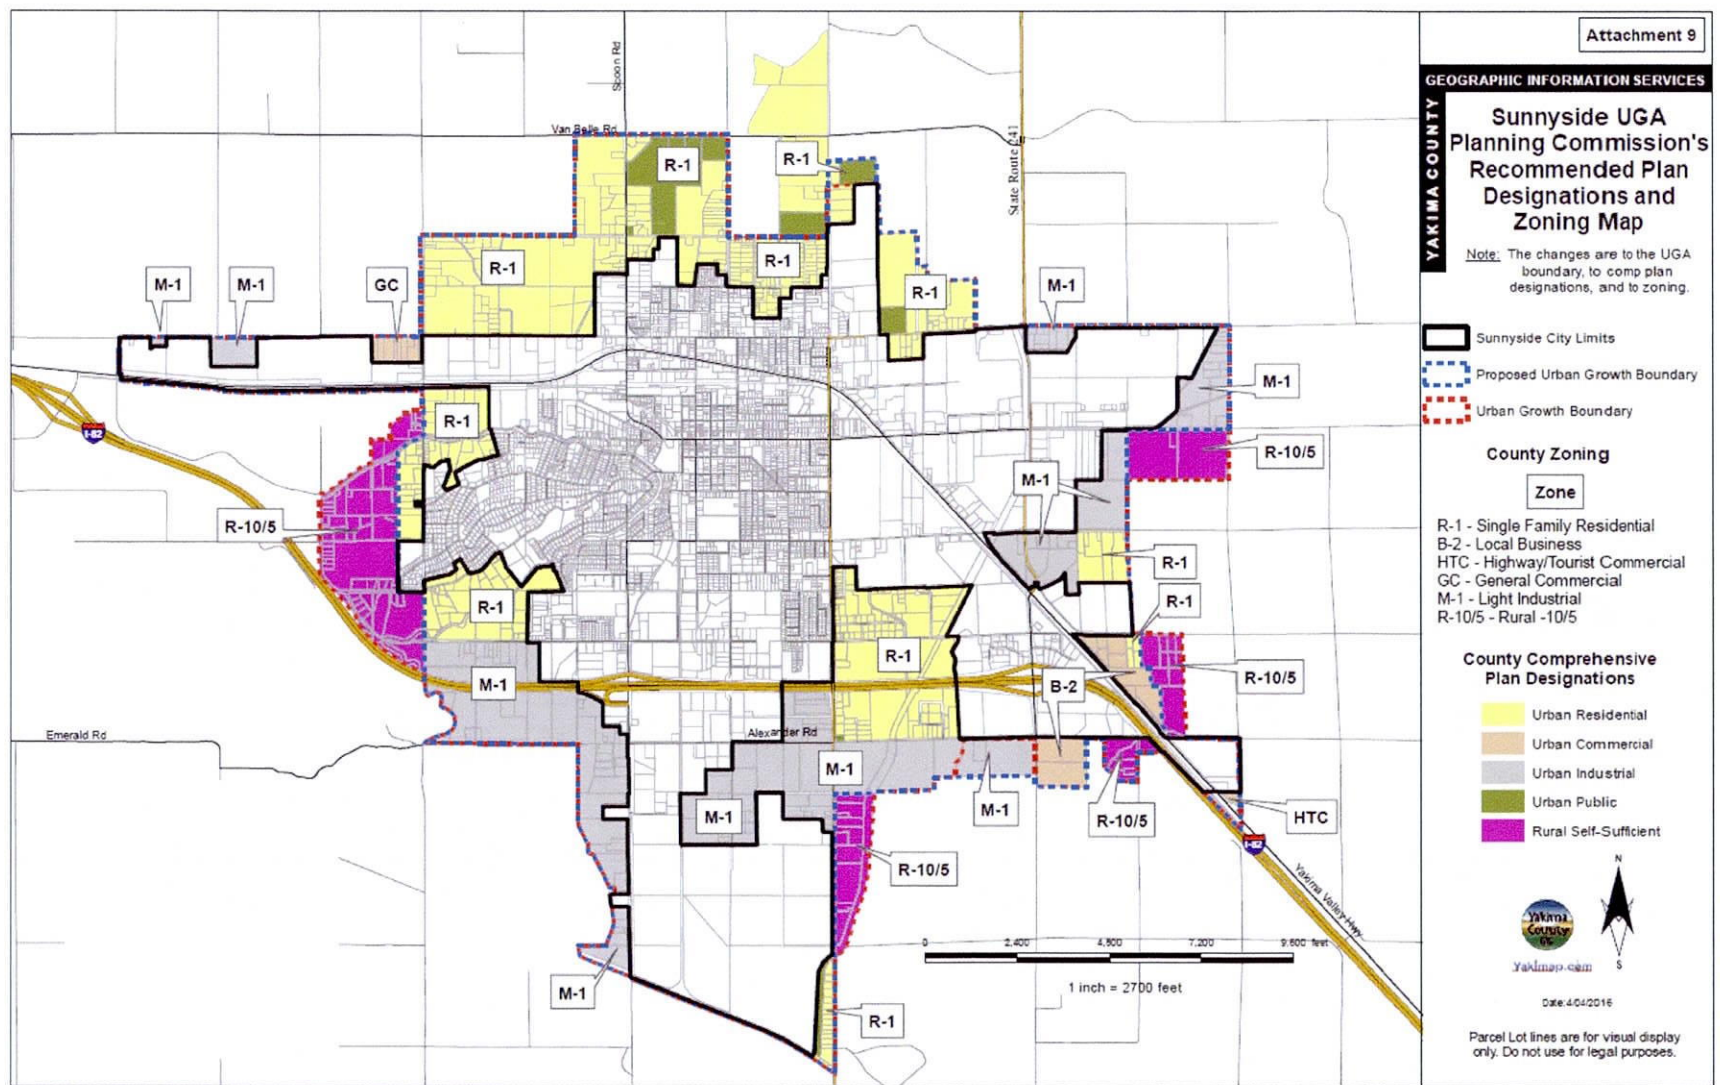 Attachment 9
GEOGRAPHIC INFORMATION SERVICES
YAKIMA COUNTY
Sunnyside UGA
Planning Commission's
Recommended Plan
Designations and
Zoning Map
Note: The changes are to the UGA
boundary, to comp plan
designations, and to zoning.
Sunnyside City Limits
Proposed Urban Growth Boundary
Urban Growth Boundary
County Zoning
Zone
R-1 - Single Family Residential
B-2 - Local Business
HTC - Highway/Tourist Commercial
GC - General Commercial
M-1 - Light Industrial
R-10/5 - Rural -10/5
County Comprehensive
Plan Designations
Urban Residential
Urban Commercial
Urban Industrial
Urban Public
Rural Self-Sufficient
N
S
Yakima
County
Yakimap.com
Date:4/04/2016
Parcel Lot lines are for visual display
only. Do not use for legal purposes.
Scoon Rd
Van Belle Rd
State Route 241
R-1
R-1
R-1
R-1
R-1
M-1
M-1
GC
M-1
M-1
R-1
R-10/5
M-1
R-10/5
R-1
R-1
R-1
R-1
R-10/5
M-1
B-2
Emerald Rd
Alexander Rd
M-1
M-1
M-1
R-10/5
HTC
I-82
I-82
R-10/5
Yakima Valley Hwy
0 2,400 4,800 7,200 9,600 feet
1 inch = 2700 feet
M-1
R-1